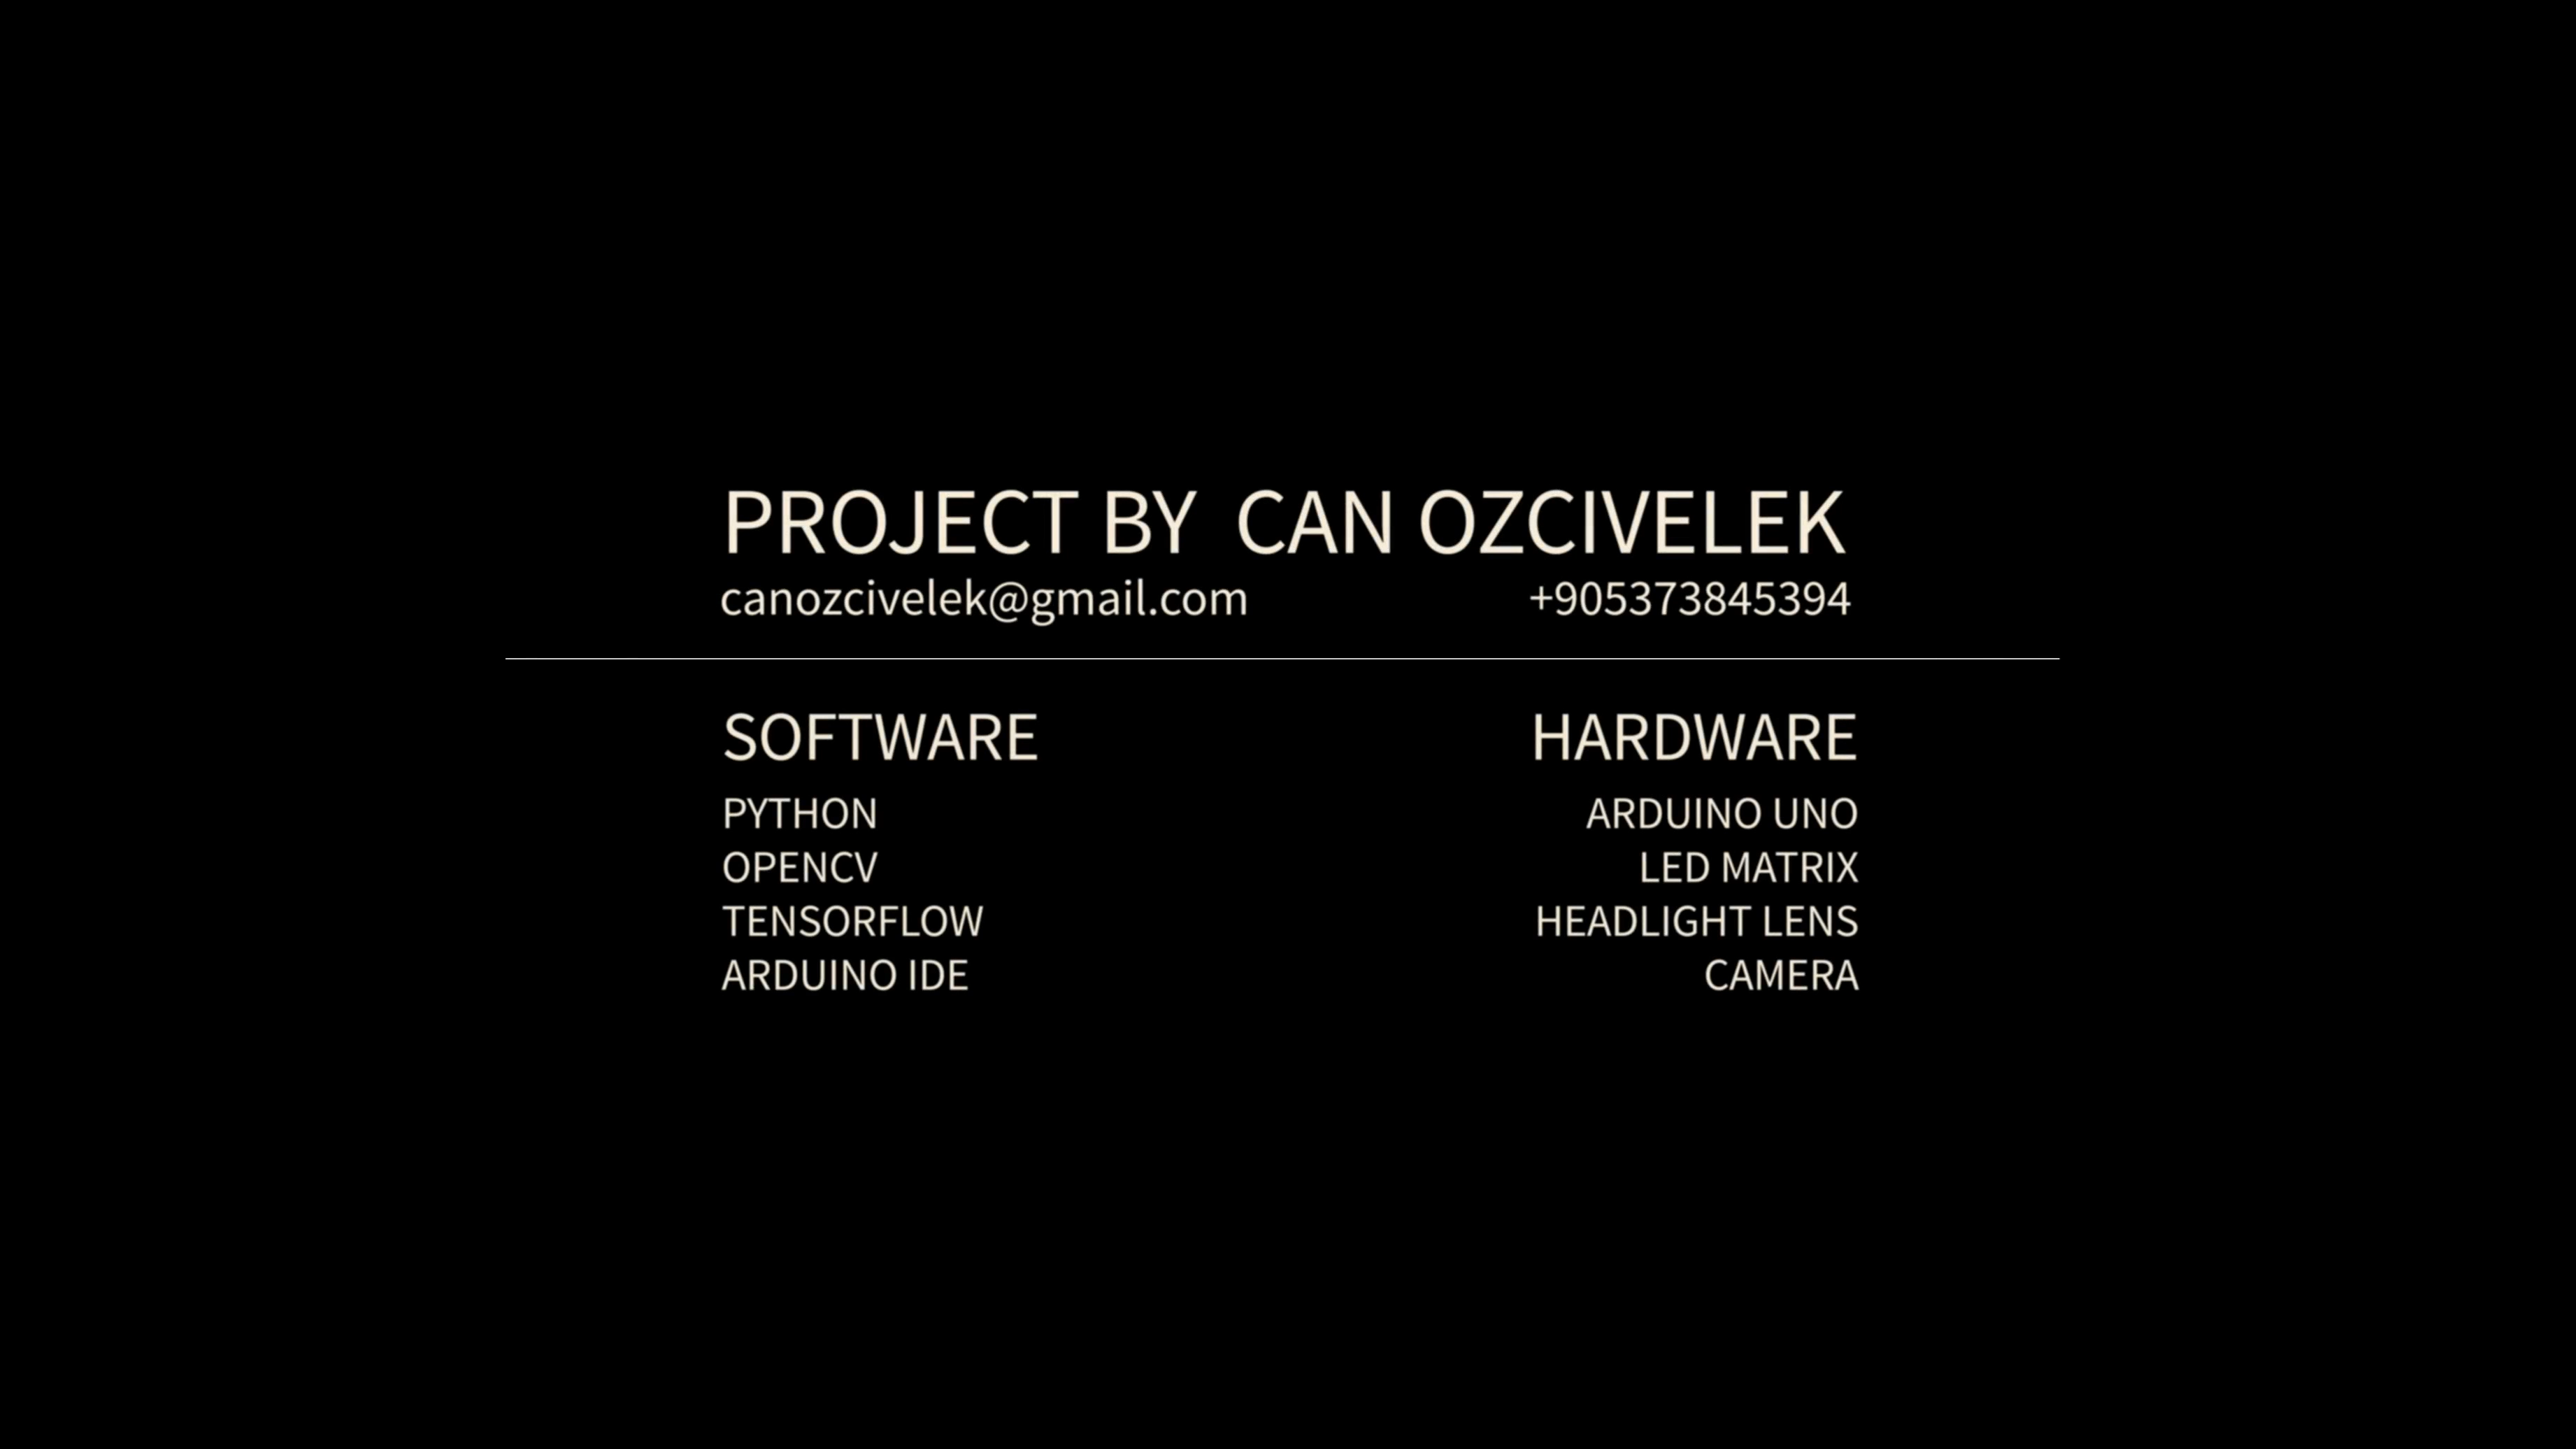 PROJECT BY  CAN OZCIVELEK
canozcivelek@gmail.com
+905373845394
SOFTWARE
PYTHON
OPENCV
TENSORFLOW
ARDUINO IDE
HARDWARE
ARDUINO UNO
LED MATRIX
HEADLIGHT LENS
CAMERA